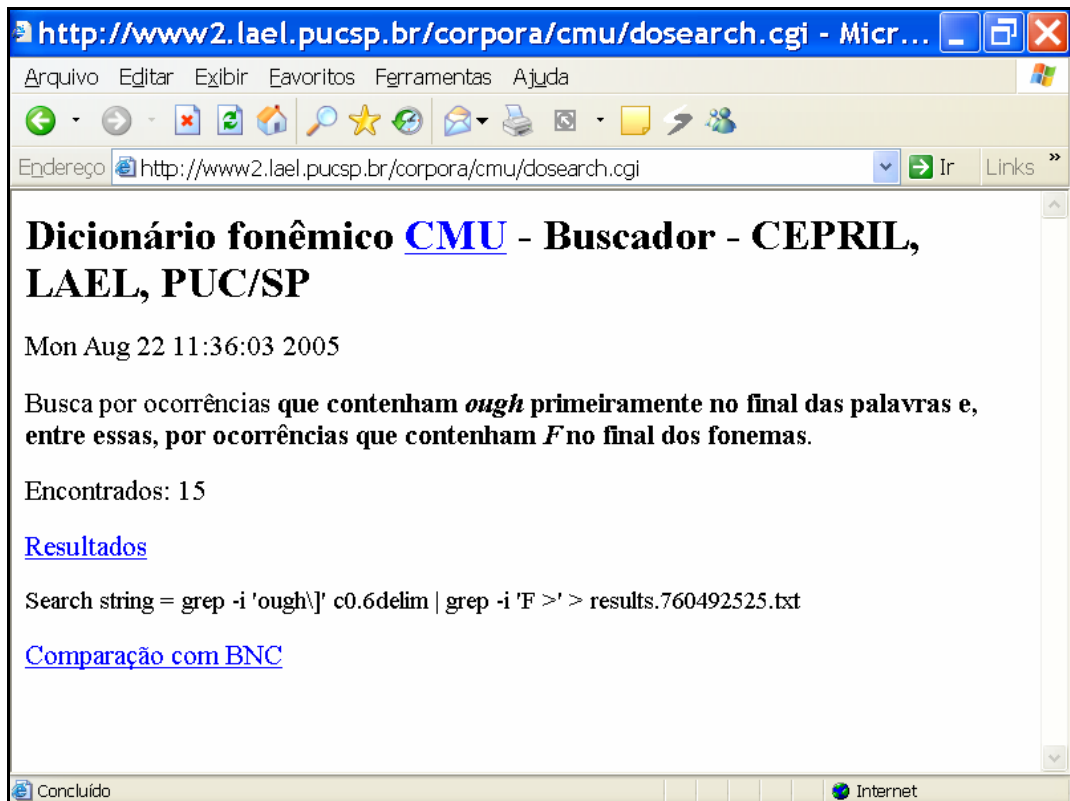 http://www2.lael.pucsp.br/corpora/cmu/dosearch.cgi - Micr...
Arquivo Editar Exibir Favoritos Ferramentas Ajuda
Endereço http://www2.lael.pucsp.br/corpora/cmu/dosearch.cgi Ir Links »
Dicionário fonêmico CMU - Buscador - CEPRIL,
LAEL, PUC/SP
Mon Aug 22 11:36:03 2005
Busca por ocorrências que contenham ough primeiramente no final das palavras e,
entre essas, por ocorrências que contenham F no final dos fonemas.
Encontrados: 15
Resultados
Search string = grep -i 'ough\]' c0.6delim | grep -i 'F >' > results.760492525.txt
Comparação com BNC
Concluído Internet